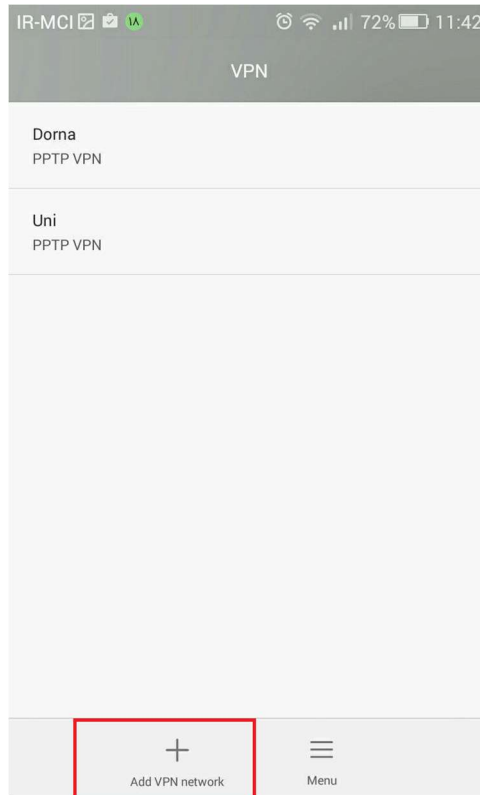 IR-MCI ۱۸ 72% 11:42
VPN
Dorna
PPTP VPN
Uni
PPTP VPN
Add VPN network
Menu